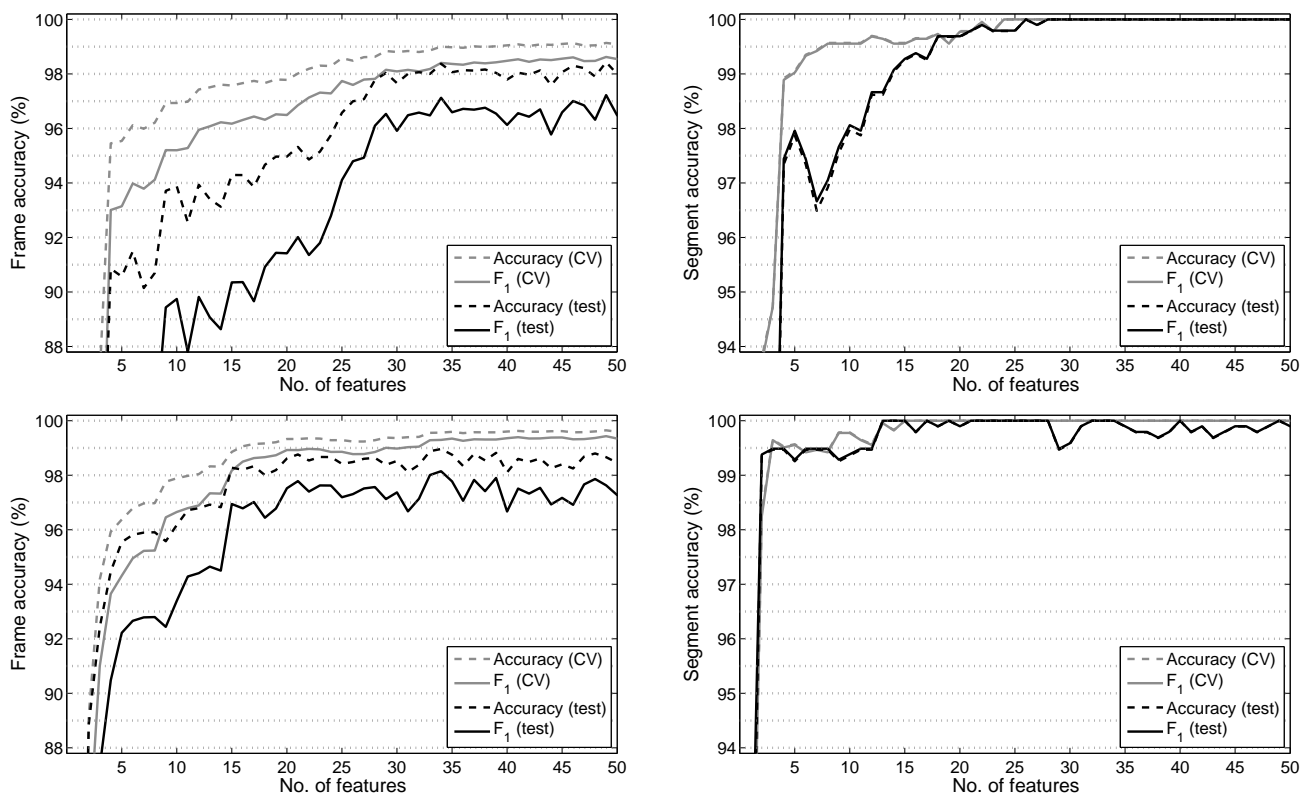 Frame accuracy (%)
100
98
96
94
92
90
88
5 10 15 20 25 30 35 40 45 50
No. of features
Accuracy (CV)
F1 (CV)
Accuracy (test)
F1 (test)
Segment accuracy (%)
100
99
98
97
96
95
94
5 10 15 20 25 30 35 40 45 50
No. of features
Accuracy (CV)
F1 (CV)
Accuracy (test)
F1 (test)
Frame accuracy (%)
100
98
96
94
92
90
88
5 10 15 20 25 30 35 40 45 50
No. of features
Accuracy (CV)
F1 (CV)
Accuracy (test)
F1 (test)
Segment accuracy (%)
100
99
98
97
96
95
94
5 10 15 20 25 30 35 40 45 50
No. of features
Accuracy (CV)
F1 (CV)
Accuracy (test)
F1 (test)